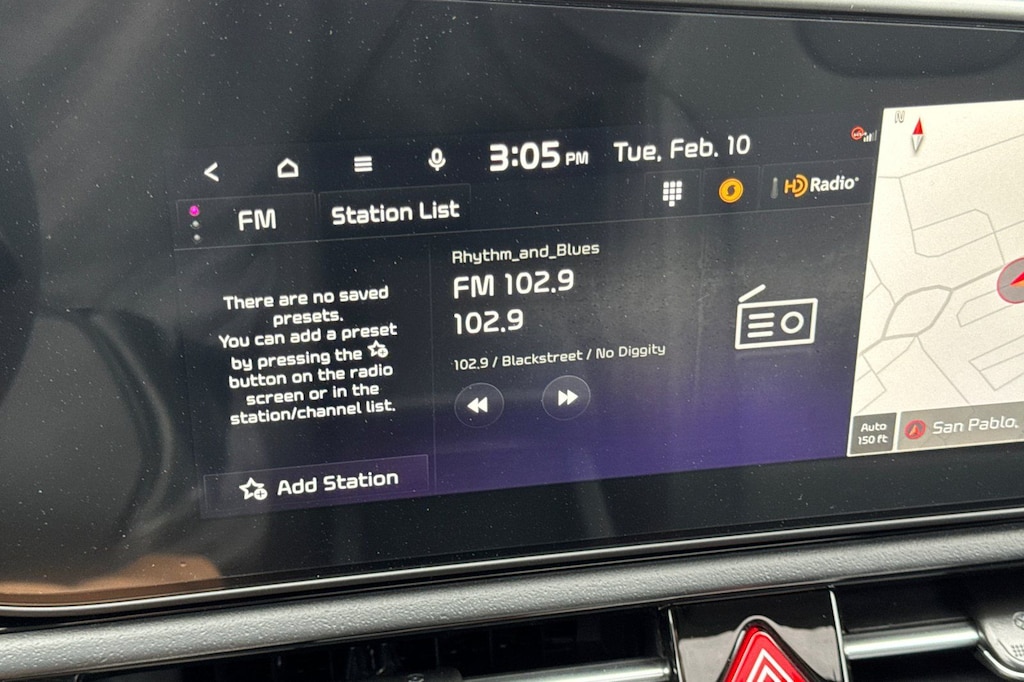 3:05 PM Tue, Feb. 10
FM Station List
HD Radio
There are no saved
presets.
You can add a preset
by pressing the
button on the radio
screen or in the
station/channel list.
Add Station
Rhythm_and_Blues
FM 102.9
102.9
102.9 / Blackstreet / No Diggity
N
Auto
150 ft
San Pablo.